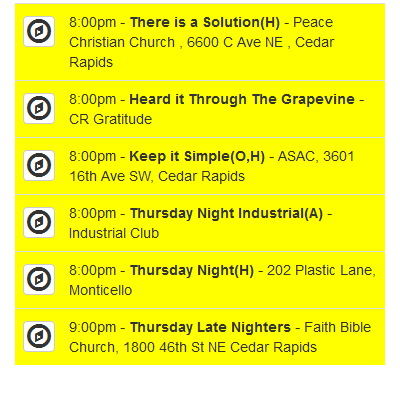 8:00pm - There is a Solution(H) - Peace
Christian Church , 6600 C Ave NE , Cedar
Rapids
8:00pm - Heard it Through The Grapevine -
CR Gratitude
8:00pm - Keep it Simple(O,H) - ASAC, 3601
16th Ave SW, Cedar Rapids
8:00pm - Thursday Night Industrial(A) -
Industrial Club
8:00pm - Thursday Night(H) - 202 Plastic Lane,
Monticello
9:00pm - Thursday Late Nighters - Faith Bible
Church, 1800 46th St NE Cedar Rapids